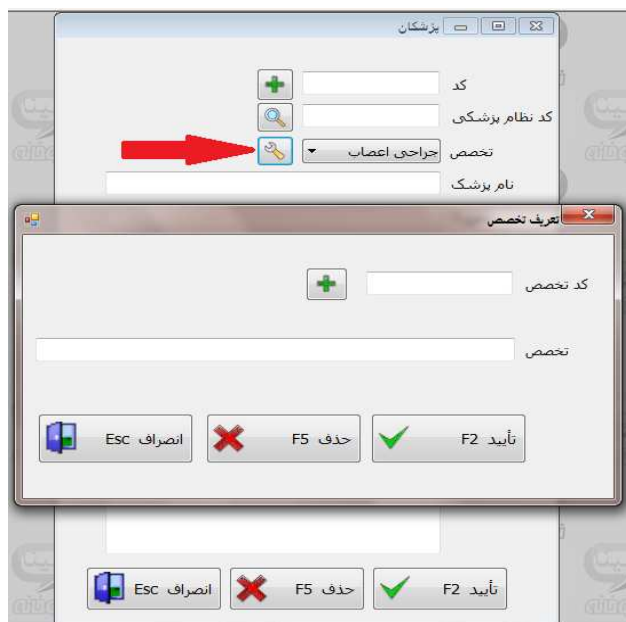 پزشکان
کد
کد نظام پزشکی
تخصص جراحی اعصاب
نام پزشک
تعریف تخصص
کد تخصص
تخصص
تأیید F2 حذف F5 انصراف Esc
تأیید F2 حذف F5 انصراف Esc